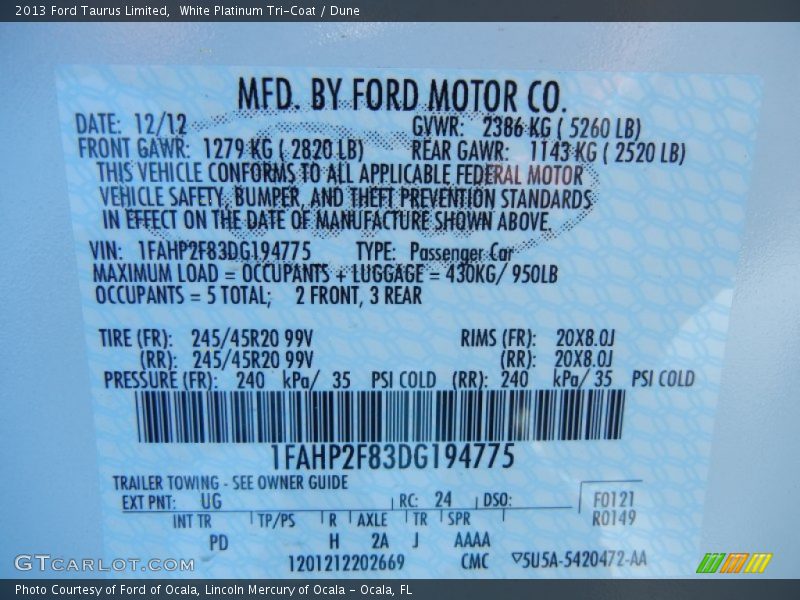 2013 Ford Taurus Limited,  White Platinum Tri-Coat / Dune
MFD. BY FORD MOTOR CO.
DATE: 12/12 GVWR: 2386 KG ( 5260 LB)
FRONT GAWR: 1279 KG ( 2820 LB) REAR GAWR: 1143 KG ( 2520 LB)
THIS VEHICLE CONFORMS TO ALL APPLICABLE FEDERAL MOTOR
VEHICLE SAFETY, BUMPER, AND THEFT PREVENTION STANDARDS
IN EFFECT ON THE DATE OF MANUFACTURE SHOWN ABOVE.
VIN: 1FAHP2F83DG194775 TYPE: Passenger Car
MAXIMUM LOAD = OCCUPANTS + LUGGAGE = 430KG/ 950LB
OCCUPANTS = 5 TOTAL; 2 FRONT, 3 REAR
TIRE (FR): 245/45R20 99V RIMS (FR): 20X8.0J
(RR): 245/45R20 99V (RR): 20X8.0J
PRESSURE (FR): 240 kPa/ 35 PSI COLD (RR): 240 kPa/ 35 PSI COLD
1FAHP2F83DG194775
TRAILER TOWING - SEE OWNER GUIDE
EXT PNT: UG RC: 24 DSO: F0121
INT TR TP/PS R AXLE TR SPR R0149
PD H 2A J AAAA
1201212202669 CMC 5U5A-5420472-AA
GTCARLOT.COM
Photo Courtesy of Ford of Ocala, Lincoln Mercury of Ocala - Ocala, FL